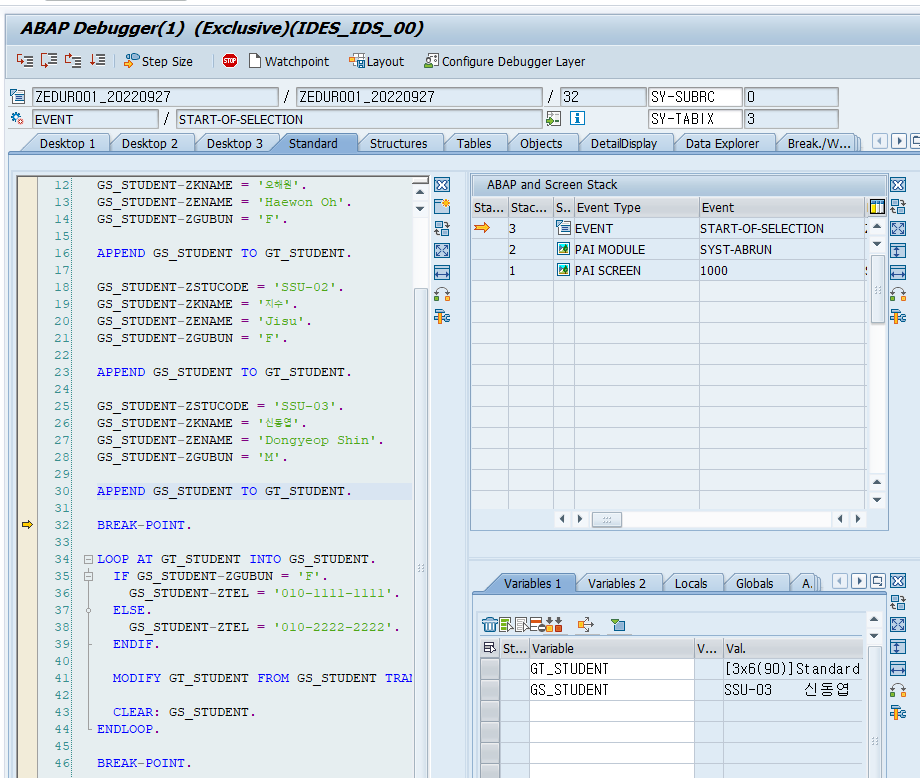 ABAP Debugger(1) (Exclusive)(IDES_IDS_00)
Step Size STOP Watchpoint Layout Configure Debugger Layer
ZEDUR001_20220927 / ZEDUR001_20220927 / 32 SY-SUBRC 0
EVENT / START-OF-SELECTION SY-TABIX 3
Desktop 1 Desktop 2 Desktop 3 Standard Structures Tables Objects DetailDisplay Data Explorer Break./W...
12 GS_STUDENT-ZKNAME = '오해원'.
13 GS_STUDENT-ZENAME = 'Haewon Oh'.
14 GS_STUDENT-ZGUBUN = 'F'.
15
16 APPEND GS_STUDENT TO GT_STUDENT.
17
18 GS_STUDENT-ZSTUCODE = 'SSU-02'.
19 GS_STUDENT-ZKNAME = '지수'.
20 GS_STUDENT-ZENAME = 'Jisu'.
21 GS_STUDENT-ZGUBUN = 'F'.
22
23 APPEND GS_STUDENT TO GT_STUDENT.
24
25 GS_STUDENT-ZSTUCODE = 'SSU-03'.
26 GS_STUDENT-ZKNAME = '신동엽'.
27 GS_STUDENT-ZENAME = 'Dongyeop Shin'.
28 GS_STUDENT-ZGUBUN = 'M'.
29
30 APPEND GS_STUDENT TO GT_STUDENT.
31
32 BREAK-POINT.
33
34 LOOP AT GT_STUDENT INTO GS_STUDENT.
35 IF GS_STUDENT-ZGUBUN = 'F'.
36 GS_STUDENT-ZTEL = '010-1111-1111'.
37 ELSE.
38 GS_STUDENT-ZTEL = '010-2222-2222'.
39 ENDIF.
40
41 MODIFY GT_STUDENT FROM GS_STUDENT TRAN
42
43 CLEAR: GS_STUDENT.
44 ENDLOOP.
45
46 BREAK-POINT.
ABAP and Screen Stack
Sta... Stac... S.. Event Type Event
3 EVENT START-OF-SELECTION
2 PAI MODULE SYST-ABRUN
1 PAI SCREEN 1000
Variables 1 Variables 2 Locals Globals A.
St... Variable V... Val.
GT_STUDENT [3x6(90)]Standard
GS_STUDENT SSU-03 신동엽